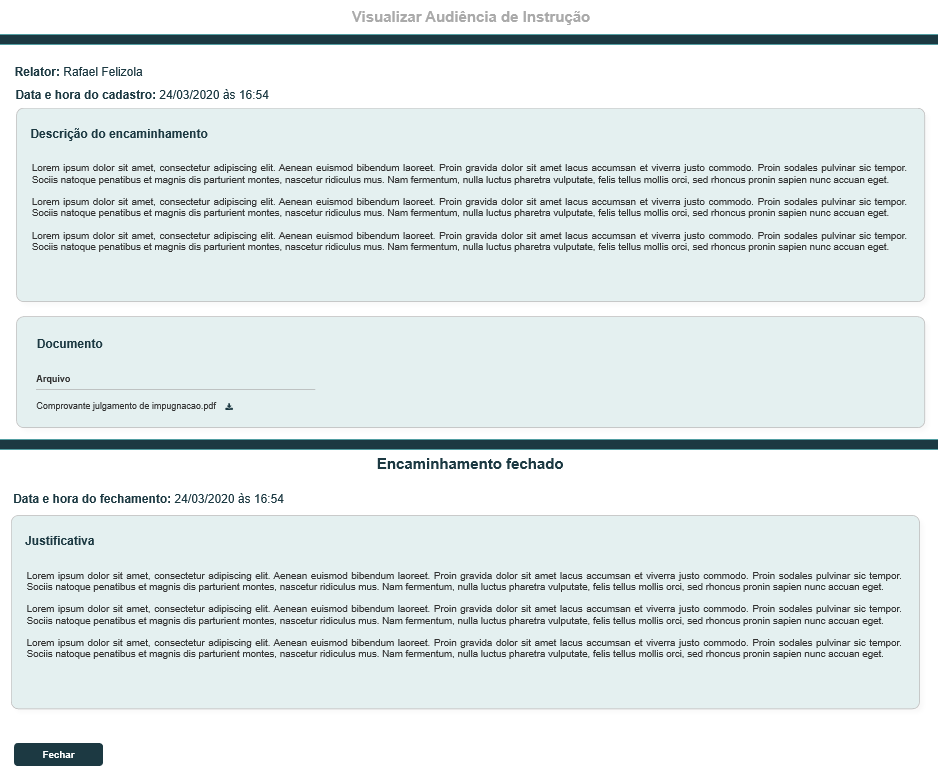 Visualizar Audiência de Instrução
Relator: Rafael Felizola
Data e hora do cadastro: 24/03/2020 às 16:54
Descrição do encaminhamento
Lorem ipsum dolor sit amet, consectetur adipiscing elit. Aenean euismod bibendum laoreet. Proin gravida dolor sit amet lacus accumsan et viverra justo commodo. Proin sodales pulvinar sic tempor.
Sociis natoque penatibus et magnis dis parturient montes, nascetur ridiculus mus. Nam fermentum, nulla luctus pharetra vulputate, felis tellus mollis orci, sed rhoncus pronin sapien nunc accuan eget.
Lorem ipsum dolor sit amet, consectetur adipiscing elit. Aenean euismod bibendum laoreet. Proin gravida dolor sit amet lacus accumsan et viverra justo commodo. Proin sodales pulvinar sic tempor.
Sociis natoque penatibus et magnis dis parturient montes, nascetur ridiculus mus. Nam fermentum, nulla luctus pharetra vulputate, felis tellus mollis orci, sed rhoncus pronin sapien nunc accuan eget.
Lorem ipsum dolor sit amet, consectetur adipiscing elit. Aenean euismod bibendum laoreet. Proin gravida dolor sit amet lacus accumsan et viverra justo commodo. Proin sodales pulvinar sic tempor.
Sociis natoque penatibus et magnis dis parturient montes, nascetur ridiculus mus. Nam fermentum, nulla luctus pharetra vulputate, felis tellus mollis orci, sed rhoncus pronin sapien nunc accuan eget.
Documento
Arquivo
Comprovante julgamento de impugnacao.pdf
Encaminhamento fechado
Data e hora do fechamento: 24/03/2020 às 16:54
Justificativa
Lorem ipsum dolor sit amet, consectetur adipiscing elit. Aenean euismod bibendum laoreet. Proin gravida dolor sit amet lacus accumsan et viverra justo commodo. Proin sodales pulvinar sic tempor.
Sociis natoque penatibus et magnis dis parturient montes, nascetur ridiculus mus. Nam fermentum, nulla luctus pharetra vulputate, felis tellus mollis orci, sed rhoncus pronin sapien nunc accuan eget.
Lorem ipsum dolor sit amet, consectetur adipiscing elit. Aenean euismod bibendum laoreet. Proin gravida dolor sit amet lacus accumsan et viverra justo commodo. Proin sodales pulvinar sic tempor.
Sociis natoque penatibus et magnis dis parturient montes, nascetur ridiculus mus. Nam fermentum, nulla luctus pharetra vulputate, felis tellus mollis orci, sed rhoncus pronin sapien nunc accuan eget.
Lorem ipsum dolor sit amet, consectetur adipiscing elit. Aenean euismod bibendum laoreet. Proin gravida dolor sit amet lacus accumsan et viverra justo commodo. Proin sodales pulvinar sic tempor.
Sociis natoque penatibus et magnis dis parturient montes, nascetur ridiculus mus. Nam fermentum, nulla luctus pharetra vulputate, felis tellus mollis orci, sed rhoncus pronin sapien nunc accuan eget.
Fechar